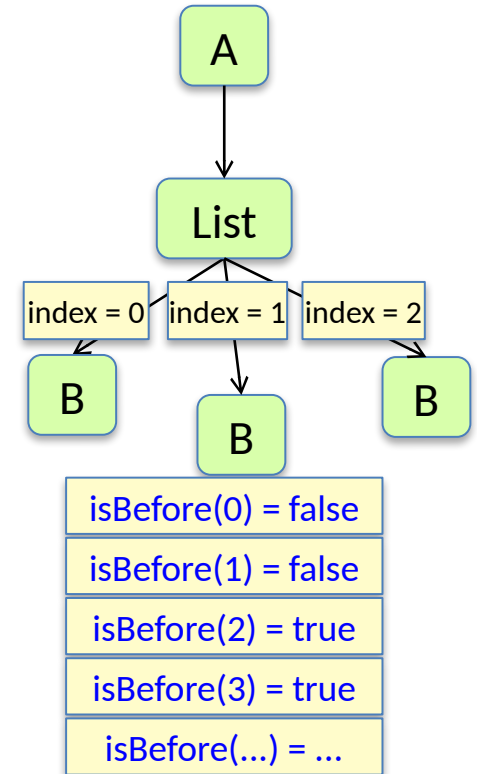 A
List
index = 0
index = 1
index = 2
B
B
B
isBefore(0) = false
isBefore(1) = false
isBefore(2) = true
isBefore(3) = true
isBefore(...) = ...